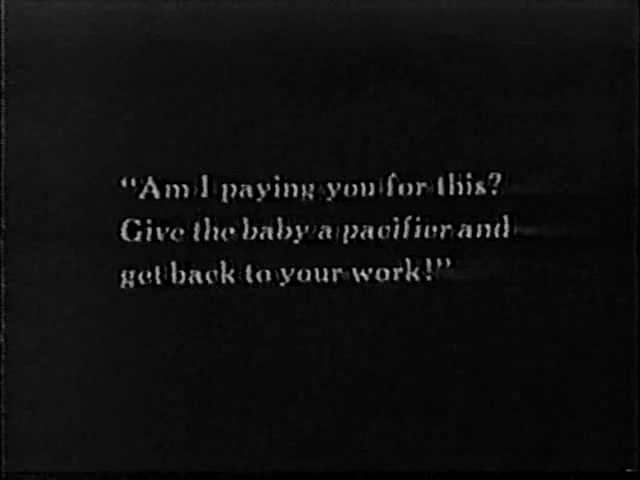 “Am I paying you for this?
Give the baby a pacifier and
get back to your work!”